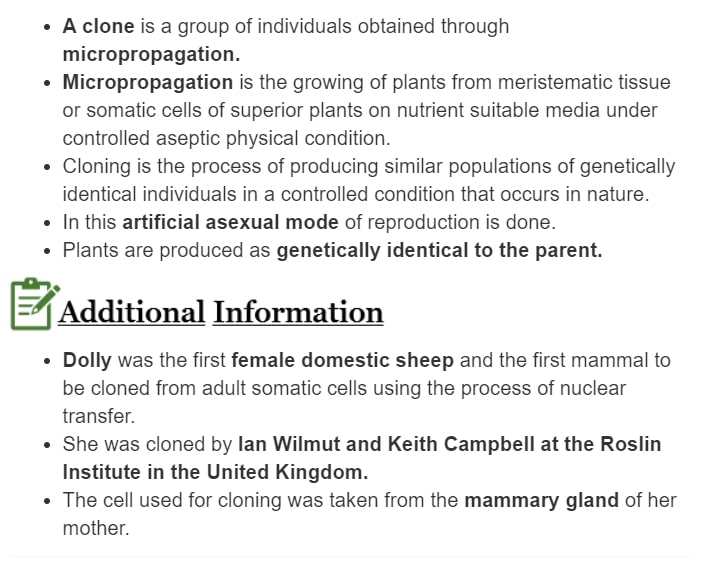 A clone is a group of individuals obtained through
micropropagation.
Micropropagation is the growing of plants from meristematic tissue
or somatic cells of superior plants on nutrient suitable media under
controlled aseptic physical condition.
Cloning is the process of producing similar populations of genetically
identical individuals in a controlled condition that occurs in nature.
In this artificial asexual mode of reproduction is done.
Plants are produced as genetically identical to the parent.
Additional Information
Dolly was the first female domestic sheep and the first mammal to
be cloned from adult somatic cells using the process of nuclear
transfer.
She was cloned by Ian Wilmut and Keith Campbell at the Roslin
Institute in the United Kingdom.
The cell used for cloning was taken from the mammary gland of her
mother.